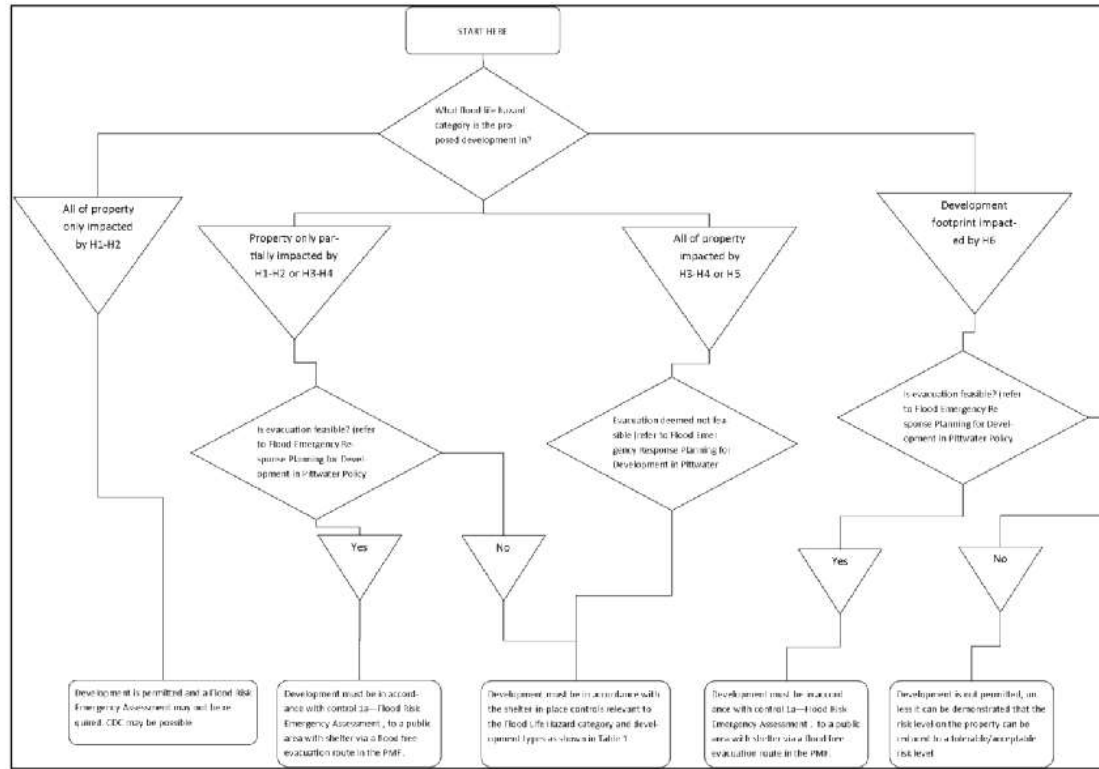 START HERE
What flood life hazard
category is the pro-
posed development in?
All of property
only impacted
by H1-H2
Property only par-
tially impacted by
H1-H2 or H3-H4
All of property
impacted by
H3-H4 or H5
Development
footprint impact-
ed by H6
Is evacuation feasible? (refer
to Flood Emergency Re-
sponse Planning for Devel-
opment in Pittwater Policy
Evacuation deemed not fea-
sible (refer to Flood Emer-
gency Response Planning for
Development in Pittwater
Is evacuation feasible? (refer
to Flood Emergency Re-
sponse Planning for Devel-
opment in Pittwater Policy
Yes
No
Yes
No
Development is permitted and a Flood Risk
Emergency Assessment may not be re-
quired. CDC may be possible
Development must be in accord-
ance with control 1a—Flood Risk
Emergency Assessment , to a public
area with shelter via a flood free
evacuation route in the PMF.
Development must be in accordance with
the shelter-in-place controls relevant to
the Flood Life Hazard category and devel-
opment types as shown in Table 1
Development must be in accord-
ance with control 1a—Flood Risk
Emergency Assessment , to a public
area with shelter via a flood free
evacuation route in the PMF.
Development is not permitted, un-
less it can be demonstrated that the
risk level on the property can be
reduced to a tolerable/acceptable
risk level